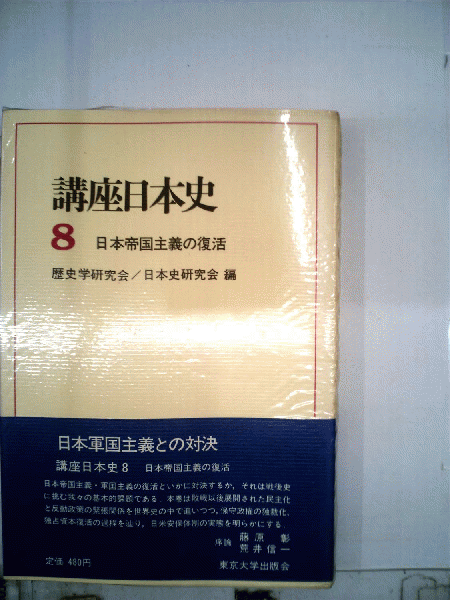 講座日本史
8 日本帝国主義の復活
歴史学研究会/日本史研究会 編
日本軍国主義との対決
講座日本史8 日本帝国主義の復活
日本帝国主義・軍国主義の復活といかに対決するか，それは戦後史
に挑む我々の基本的課題である．本巻は敗戦以後展開された民主化
と反動政策の緊張関係を世界史の中で追いつつ，保守政権の強動化，
独占資本復活の過程を辿り，日米安保体制の実態を明らかにする．
序論 藤原 彰
荒井信一
定価 480円
東京大学出版会